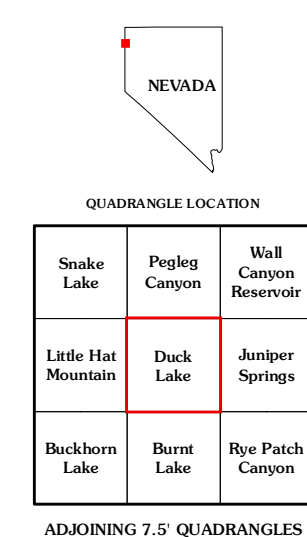 NEVADA
QUADRANGLE LOCATION
Snake
Lake
Pegleg
Canyon
Wall
Canyon
Reservoir
Little Hat
Mountain
Duck
Lake
Juniper
Springs
Buckhorn
Lake
Burnt
Lake
Rye Patch
Canyon
ADJOINING 7.5' QUADRANGLES